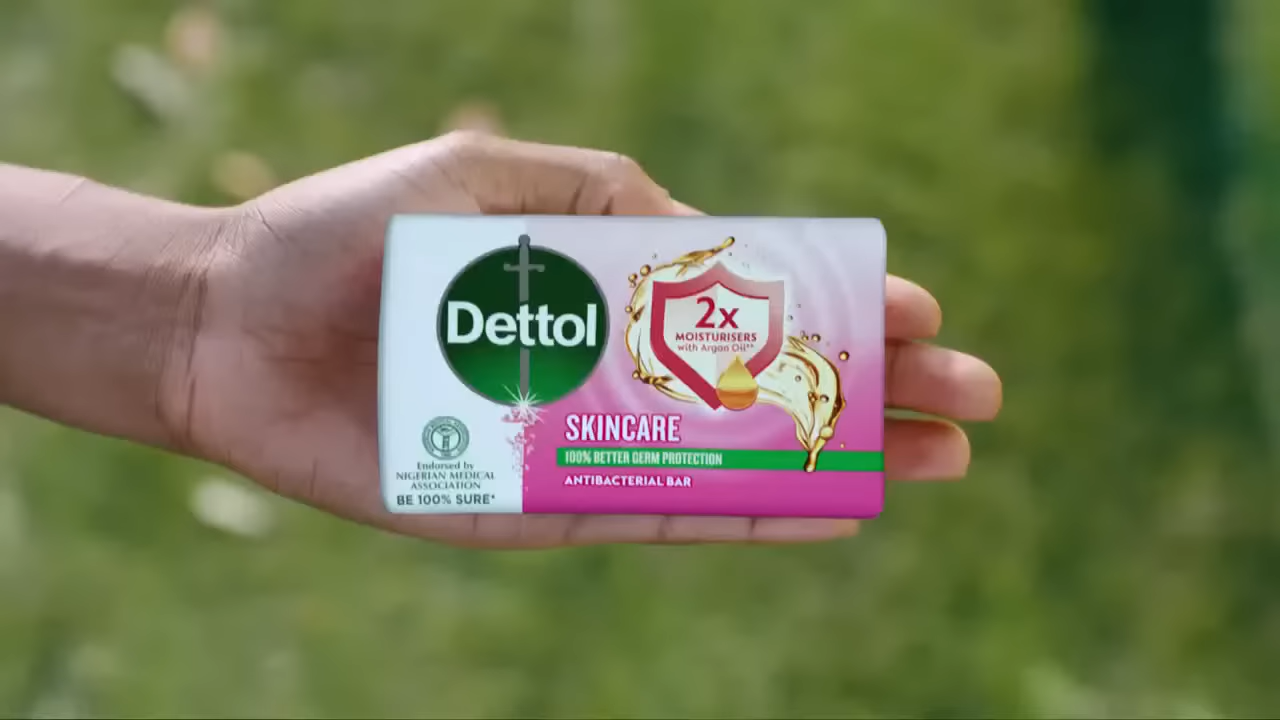 Dettol
2x
MOISTURISERS
with Argan Oil**
SKINCARE
100% BETTER GERM PROTECTION
ANTIBACTERIAL BAR
Endorsed by
NIGERIAN MEDICAL
ASSOCIATION
BE 100% SURE*